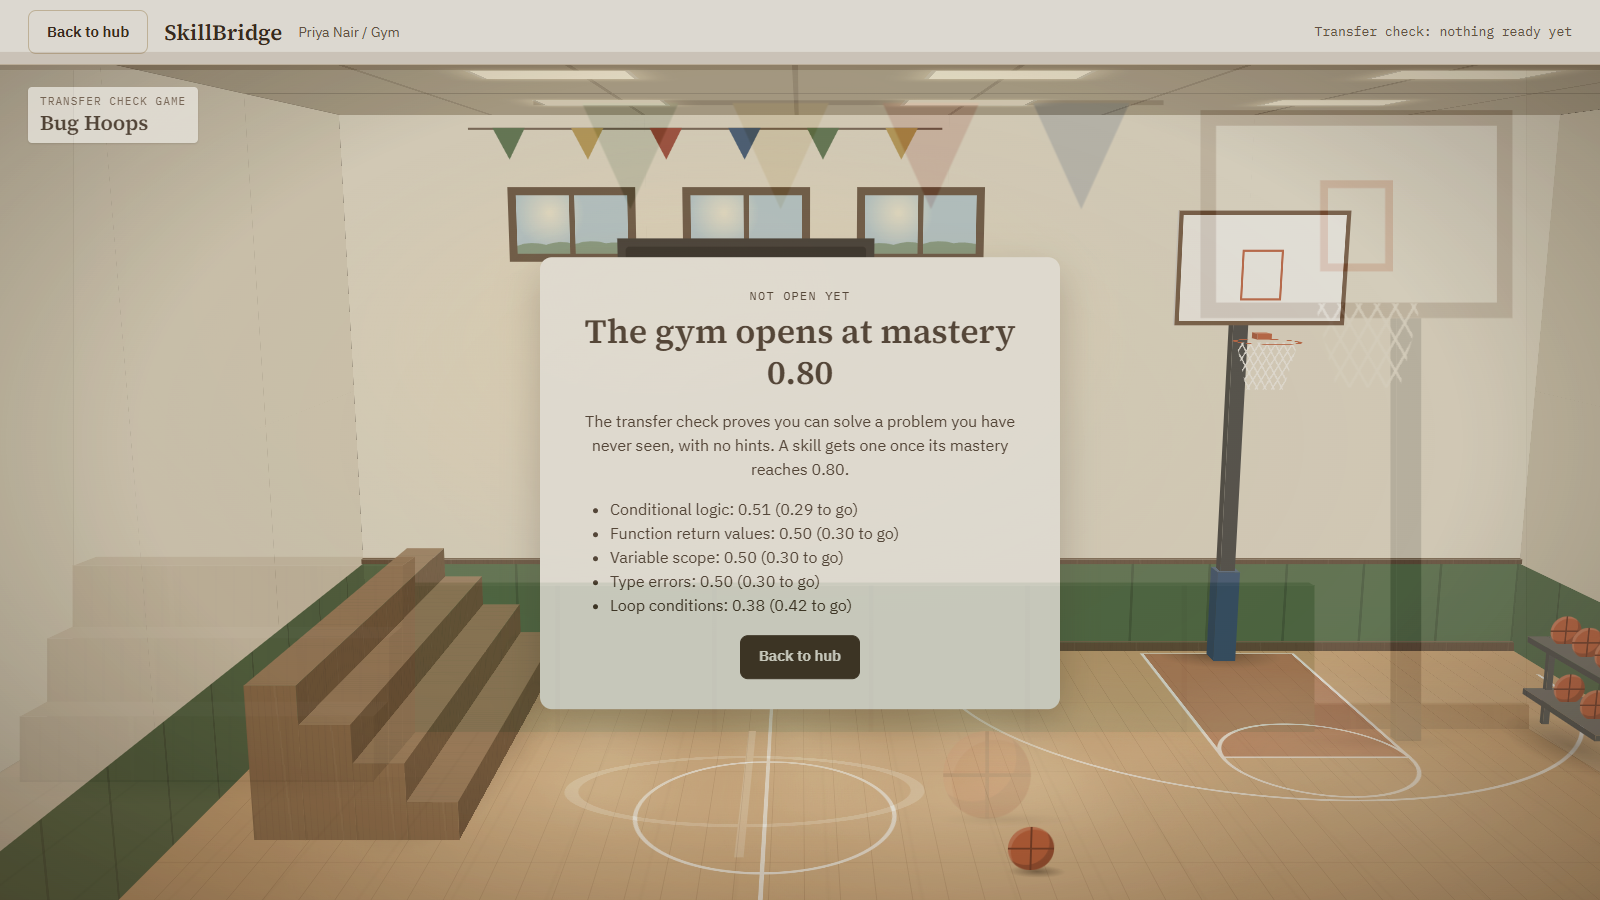 Back to hub
SkillBridge
Priya Nair / Gym
Transfer check: nothing ready yet
TRANSFER CHECK GAME
Bug Hoops
NOT OPEN YET
The gym opens at mastery
0.80
The transfer check proves you can solve a problem you have
never seen, with no hints. A skill gets one once its mastery
reaches 0.80.
• Conditional logic: 0.51 (0.29 to go)
• Function return values: 0.50 (0.30 to go)
• Variable scope: 0.50 (0.30 to go)
• Type errors: 0.50 (0.30 to go)
• Loop conditions: 0.38 (0.42 to go)
Back to hub